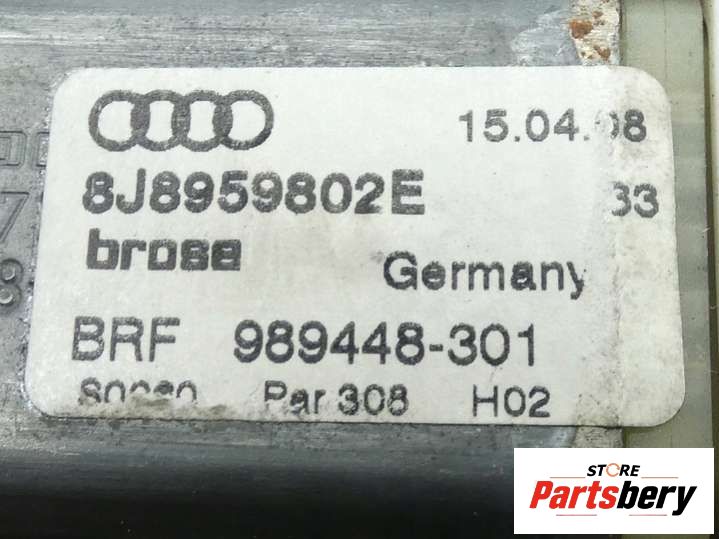 15.04.08
8J8959802E 33
brose Germany
BRF 989448-301
Par 308 H02
STORE
Partsbery